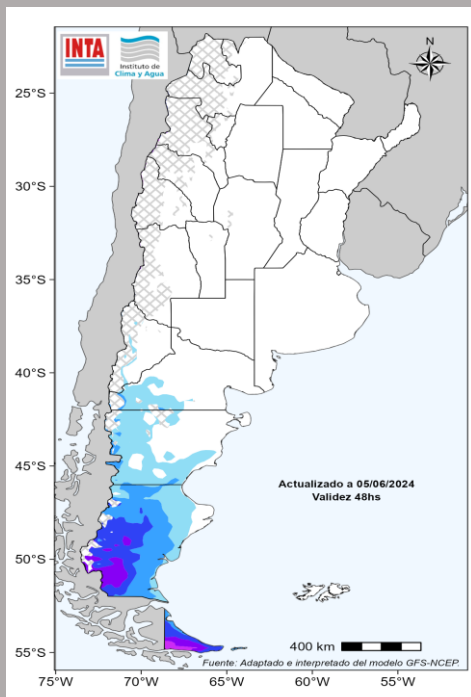 INTA
Instituto de
Clima y Agua
N
25°S
30°S
35°S
40°S
45°S
50°S
55°S
Actualizado a 05/06/2024
Validez 48hs
400 km
Fuente: Adaptado e interpretado del modelo GFS-NCEP.
75°W
70°W
65°W
60°W
55°W